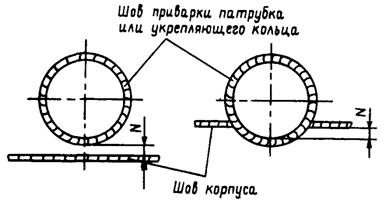 Шов приварки патрубка
или укрепляющего кольца
N
N
Шов корпуса